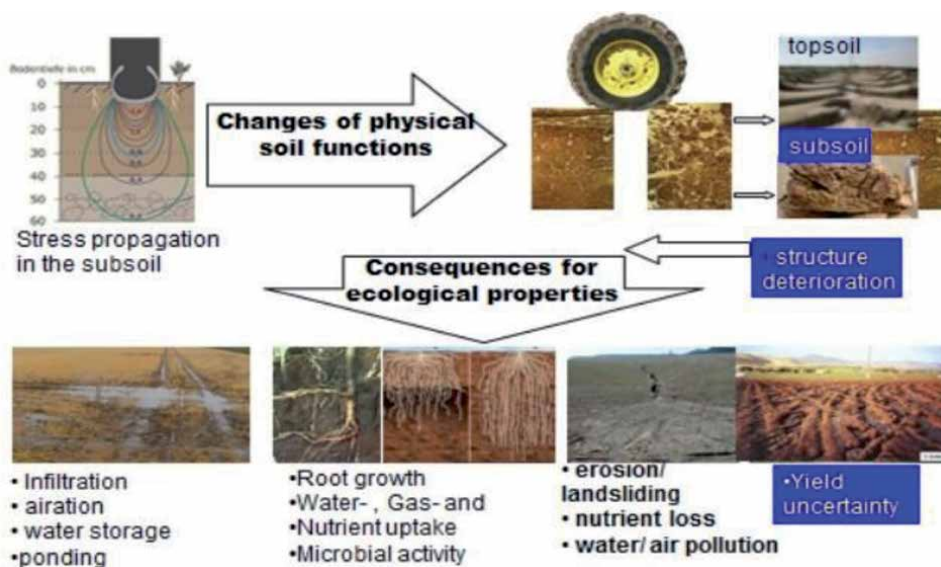 Bodentiefe in cm
0
10
20
30
40
50
60
Stress propagation
in the subsoil
Changes of physical
soil functions
topsoil
subsoil
structure
deterioration
Consequences for
ecological properties
• Infiltration
• airation
• water storage
•ponding
•Root growth
•Water- , Gas- and
•Nutrient uptake
•Microbial activity
• erosion/
landsliding
• nutrient loss
• water/ air pollution
•Yield
uncertainty